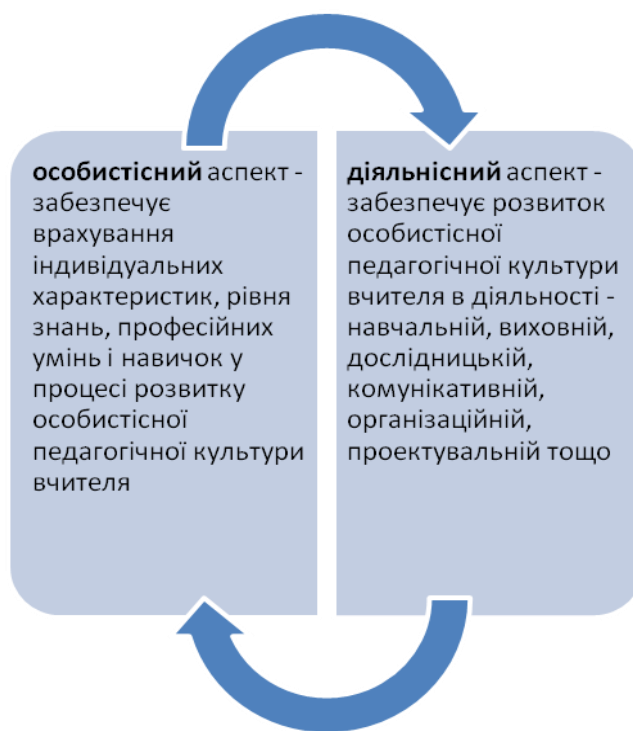 особистісний аспект -
забезпечує
врахування
індивідуальних
характеристик, рівня
знань, професійних
умінь і навичок у
процесі розвитку
особистісної
педагогічної культури
вчителя
діяльнісний аспект -
забезпечує розвиток
особистісної
педагогічної культури
вчителя в діяльності -
навчальній, виховній,
дослідницькій,
комунікативній,
організаційній,
проектувальній тощо